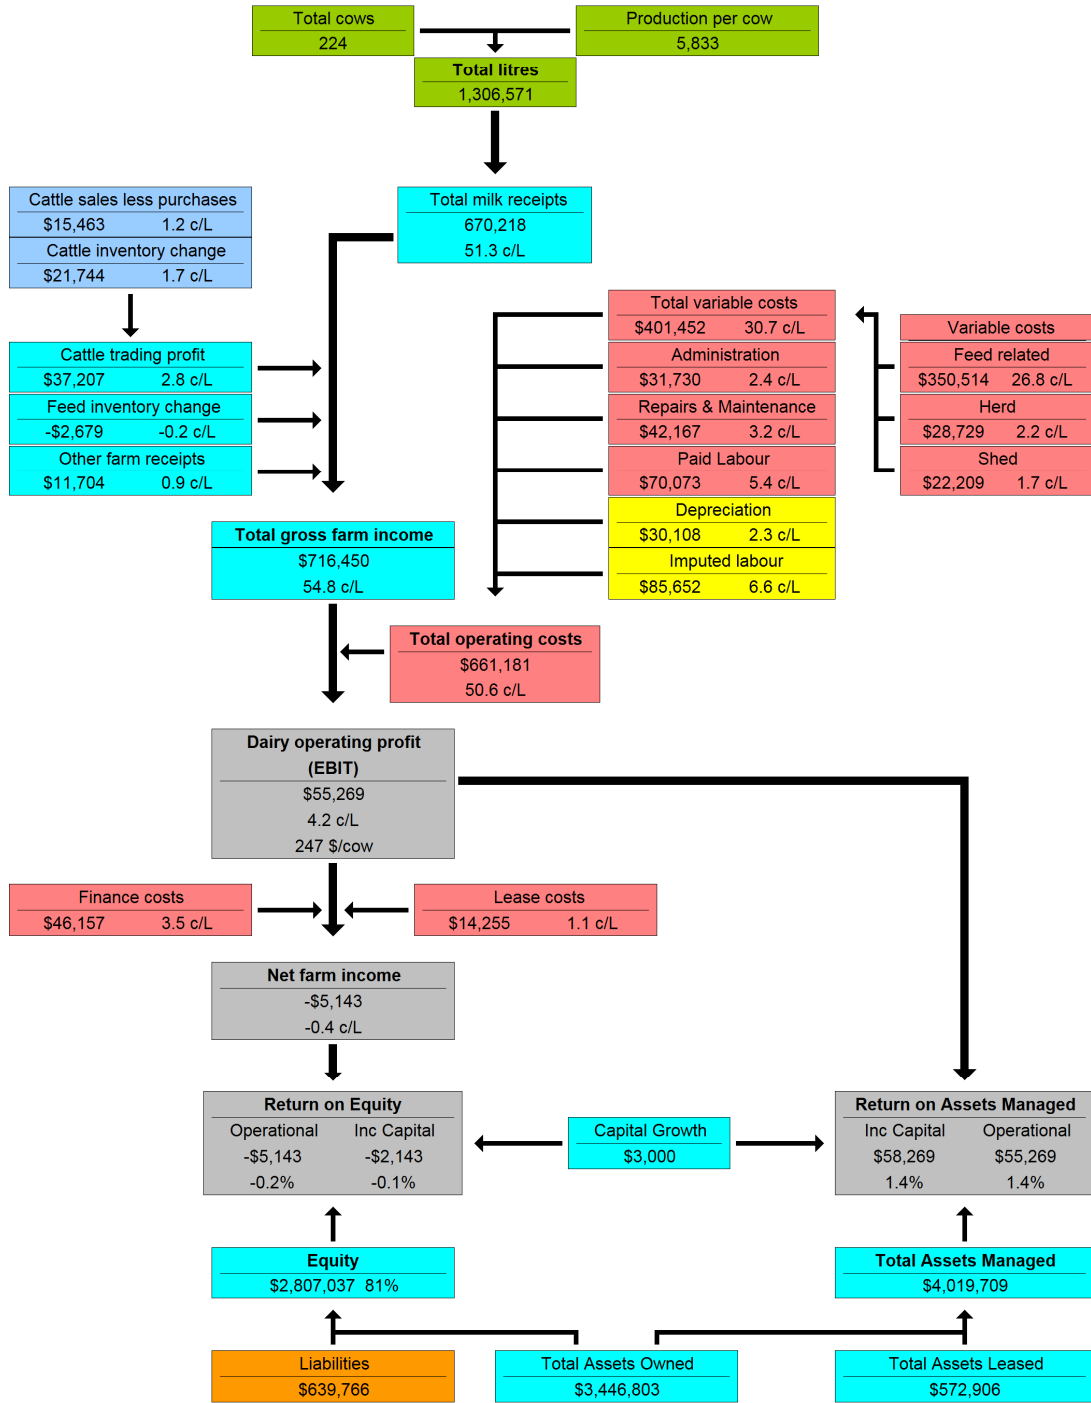 Total cows
224
Production per cow
5,833
Total litres
1,306,571
Cattle sales less purchases
$15,463 1.2 c/L
Cattle inventory change
$21,744 1.7 c/L
Total milk receipts
670,218
51.3 c/L
Cattle trading profit
$37,207 2.8 c/L
Feed inventory change
-$2,679 -0.2 c/L
Other farm receipts
$11,704 0.9 c/L
Total variable costs
$401,452 30.7 c/L
Administration
$31,730 2.4 c/L
Repairs & Maintenance
$42,167 3.2 c/L
Paid Labour
$70,073 5.4 c/L
Depreciation
$30,108 2.3 c/L
Imputed labour
$85,652 6.6 c/L
Variable costs
Feed related
$350,514 26.8 c/L
Herd
$28,729 2.2 c/L
Shed
$22,209 1.7 c/L
Total gross farm income
$716,450
54.8 c/L
Total operating costs
$661,181
50.6 c/L
Dairy operating profit
(EBIT)
$55,269
4.2 c/L
247 $/cow
Finance costs
$46,157 3.5 c/L
Lease costs
$14,255 1.1 c/L
Net farm income
-$5,143
-0.4 c/L
Return on Equity
Operational Inc Capital
-$5,143 -$2,143
-0.2% -0.1%
Capital Growth
$3,000
Return on Assets Managed
Inc Capital Operational
$58,269 $55,269
1.4% 1.4%
Equity
$2,807,037 81%
Total Assets Managed
$4,019,709
Liabilities
$639,766
Total Assets Owned
$3,446,803
Total Assets Leased
$572,906